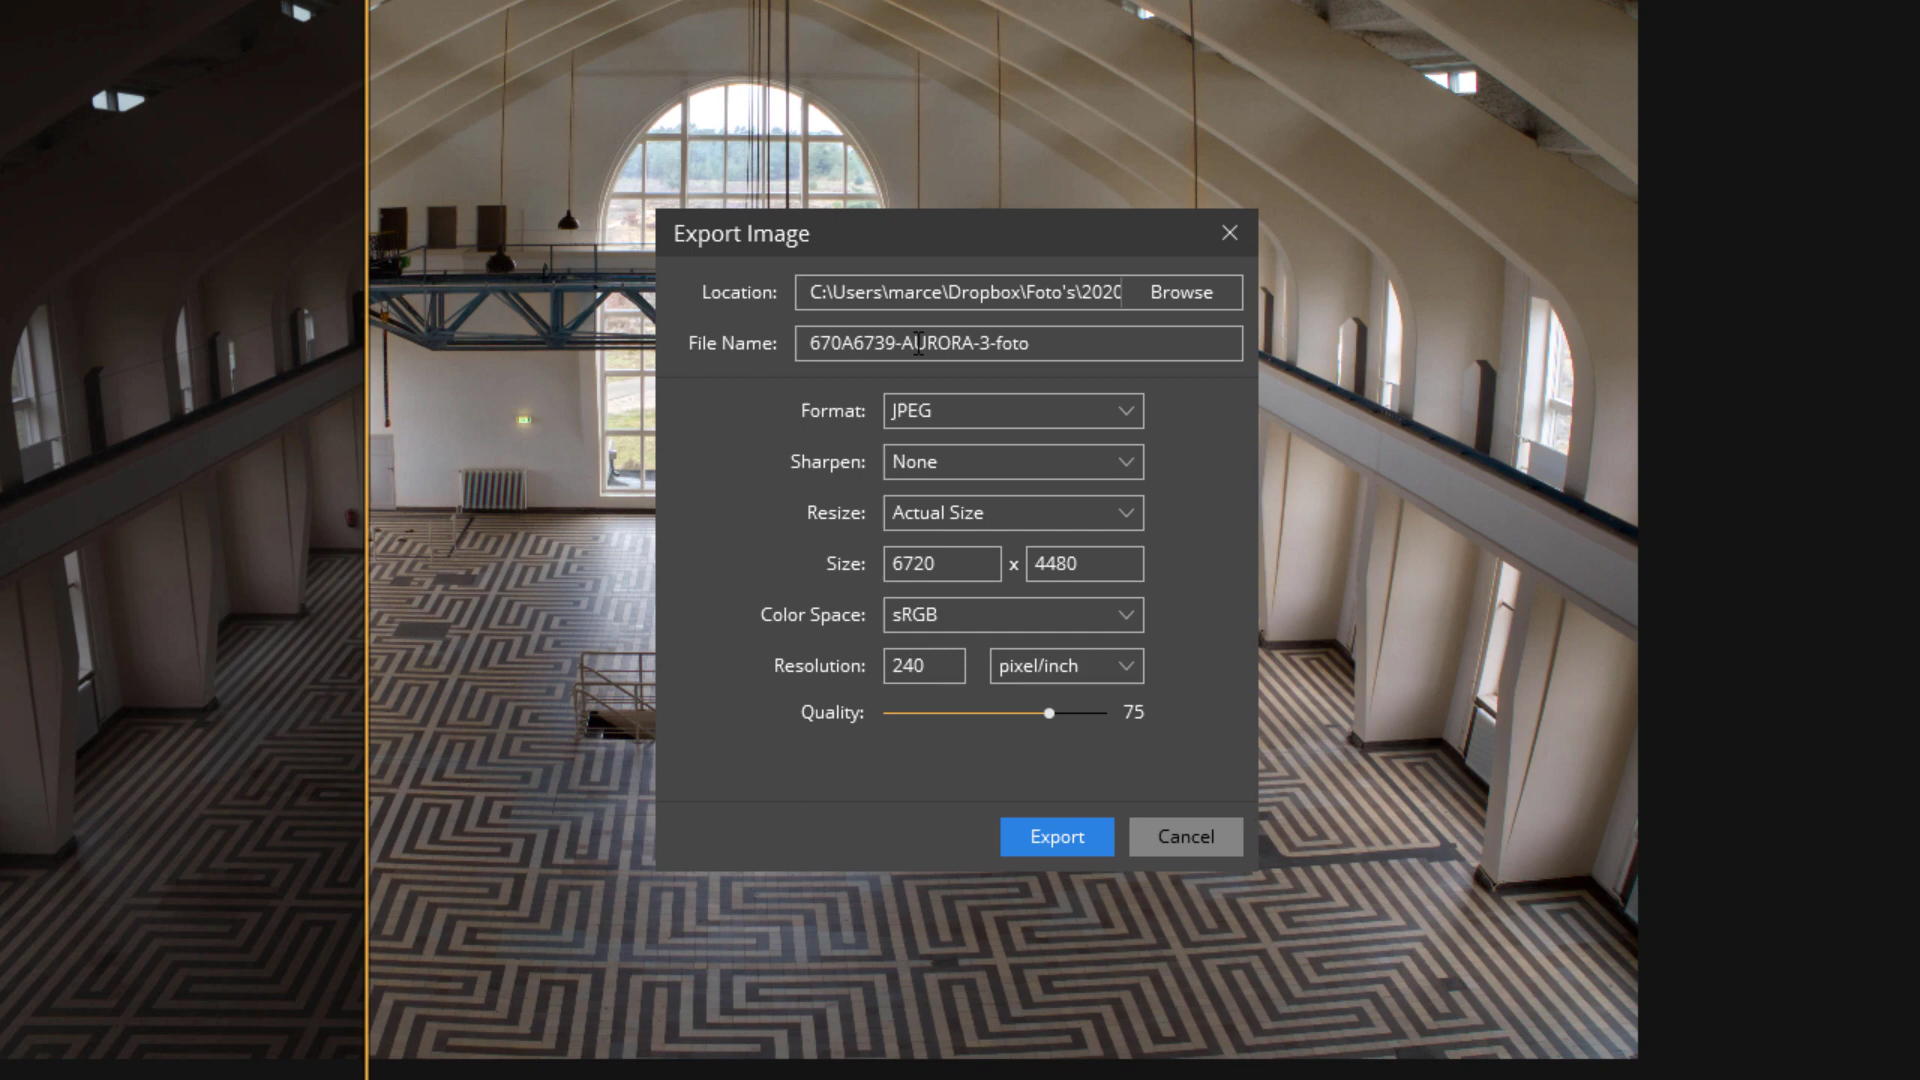 Export Image
Location: C:\Users\marce\Dropbox\Foto's\2020 Browse
File Name: 670A6739-AURORA-3-foto
Format: JPEG
Sharpen: None
Resize: Actual Size
Size: 6720 x 4480
Color Space: sRGB
Resolution: 240 pixel/inch
Quality: 75
Export Cancel